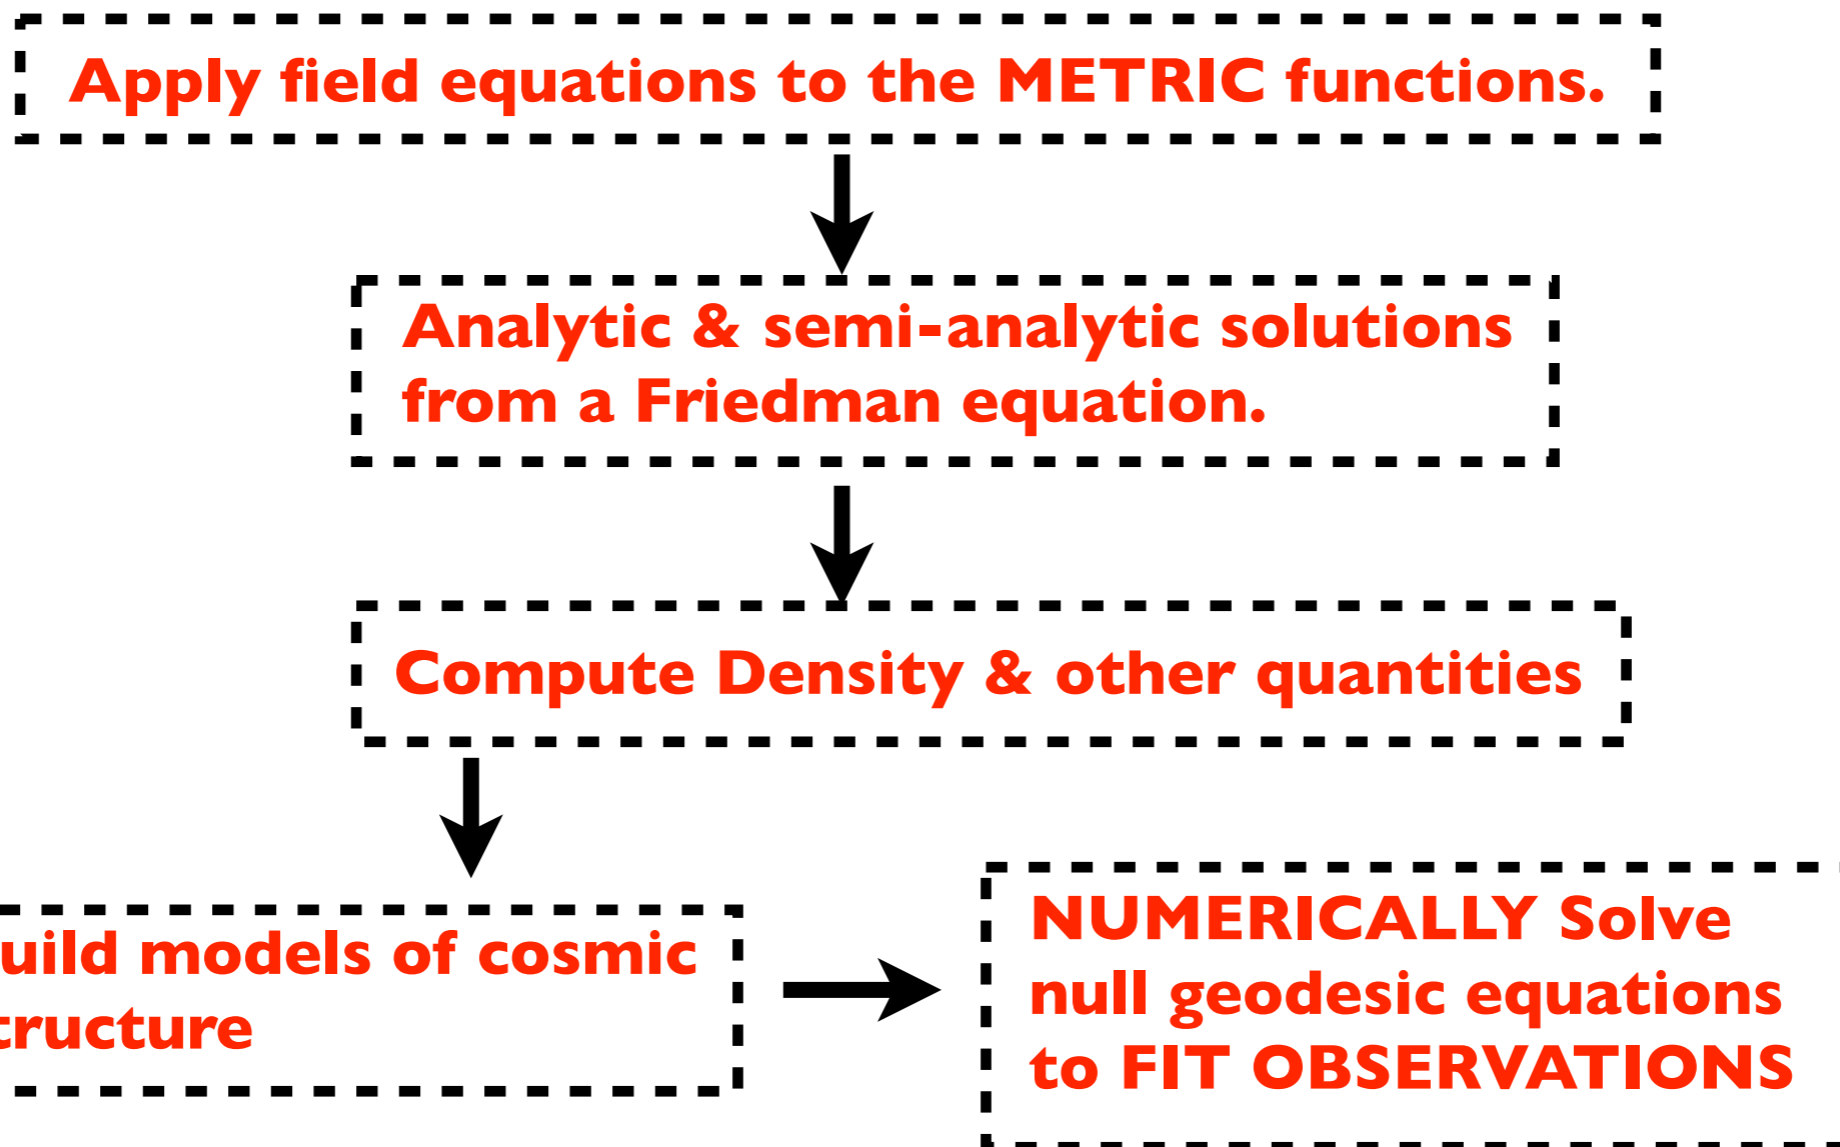 Apply field equations to the METRIC functions.
Analytic & semi-analytic solutions
from a Friedman equation.
Compute Density & other quantities
uild models of cosmic
tructure
NUMERICALLY Solve
null geodesic equations
to FIT OBSERVATIONS